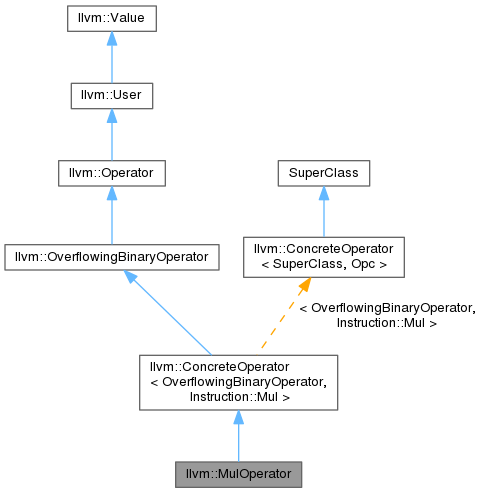 llvm::Value
llvm::User
llvm::Operator
SuperClass
llvm::OverflowingBinaryOperator
llvm::ConcreteOperator
< SuperClass, Opc >
< OverflowingBinaryOperator,
Instruction::Mul >
llvm::ConcreteOperator
< OverflowingBinaryOperator,
Instruction::Mul >
llvm::MulOperator